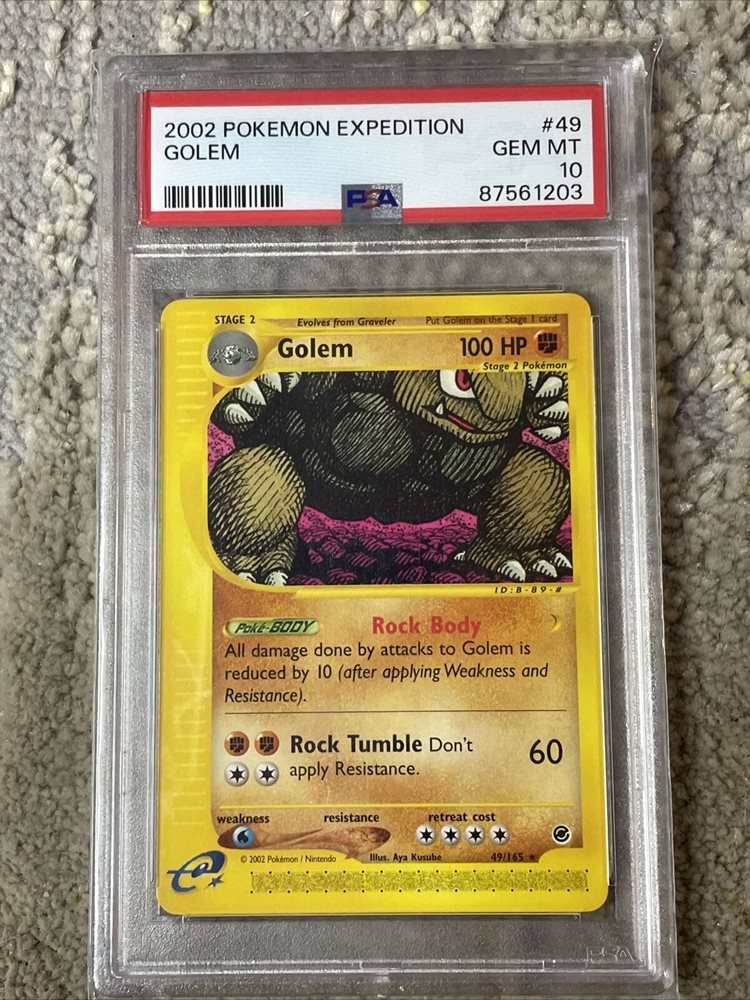 2002 POKEMON EXPEDITION #49
GOLEM GEM MT
10
PSA 87561203
STAGE 2 Evolves from Graveler Put Golem on the Stage 1 card
Golem 100 HP
Stage 2 Pokémon
ID:B-89-#
Poké-BODY Rock Body
All damage done by attacks to Golem is
reduced by 10 (after applying Weakness and
Resistance).
Rock Tumble Don't 60
apply Resistance.
weakness resistance retreat cost
© 2002 Pokémon / Nintendo Illus. Aya Kusube 49/165 ★
e
PSA